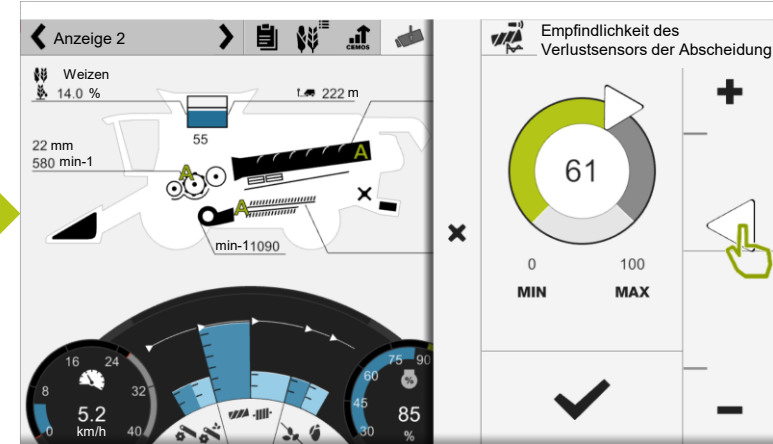 Anzeige 2
CEMOS
Empfindlichkeit des
Verlustsensors der Abscheidung
Weizen
14.0 %
222 m
55
22 mm
580 min-1
A
A
A
min-11090
61
0 100
MIN MAX
0 8 16 24 32 40
5.2
km/h
30 45 60 75 90
%
85
%